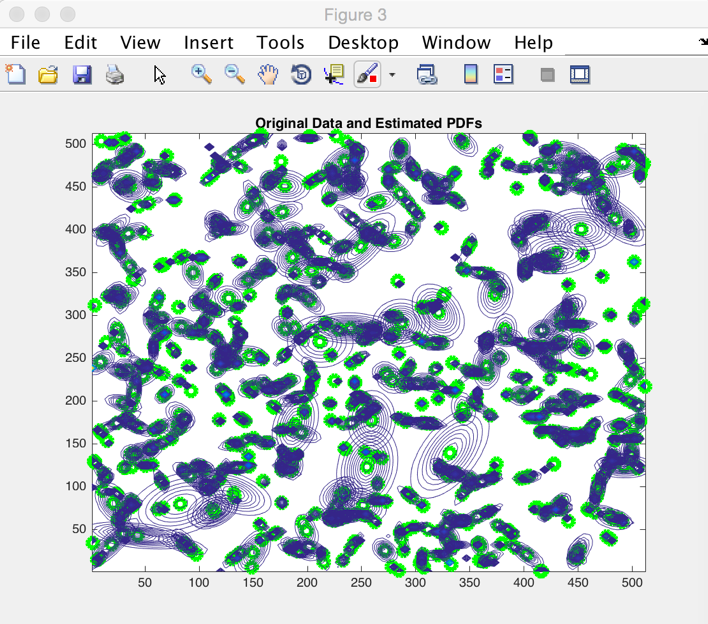 Figure 3
File Edit View Insert Tools Desktop Window Help
Original Data and Estimated PDFs
500
450
400
350
300
250
200
150
100
50
50 100 150 200 250 300 350 400 450 500